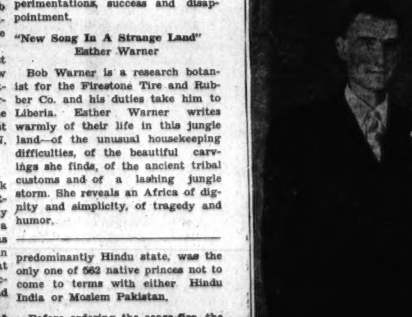 perimentations, success and disap-
pointment.
"New Song In A Strange Land"
Esther Warner
Bob Warner is a research botan-
ist for the Firestone Tire and Rub-
ber Co. and his duties take him to
Liberia. Esther Warner writes
warmly of their life in this jungle
land—of the unusual housekeeping
difficulties, of the beautiful carv-
ings she finds, of the ancient tribal
customs and of a lashing jungle
storm. She reveals an Africa of dig-
nity and simplicity, of tragedy and
humor.
predominantly Hindu state, was the
only one of 562 native princes not to
come to terms with either Hindu
India or Moslem Pakistan.